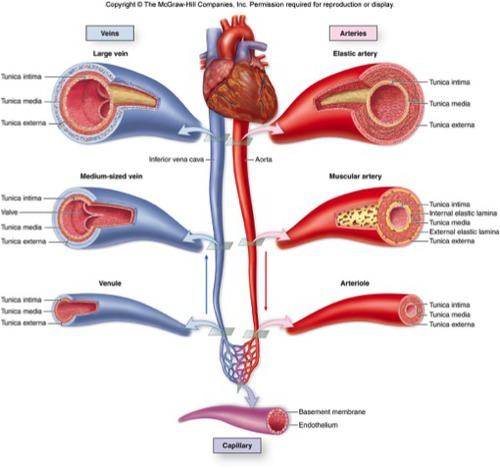 Copyright © The McGraw-Hill Companies, Inc. Permission required for reproduction or display.
Veins
Arteries
Large vein
Elastic artery
Tunica intima
Tunica media
Tunica externa
Tunica intima
Tunica media
Tunica externa
Inferior vena cava
Aorta
Medium-sized vein
Muscular artery
Tunica intima
Valve
Tunica media
Tunica externa
Tunica intima
Internal elastic lamina
Tunica media
External elastic lamina
Tunica externa
Venule
Arteriole
Tunica intima
Tunica media
Tunica externa
Tunica intima
Tunica media
Tunica externa
Basement membrane
Endothelium
Capillary